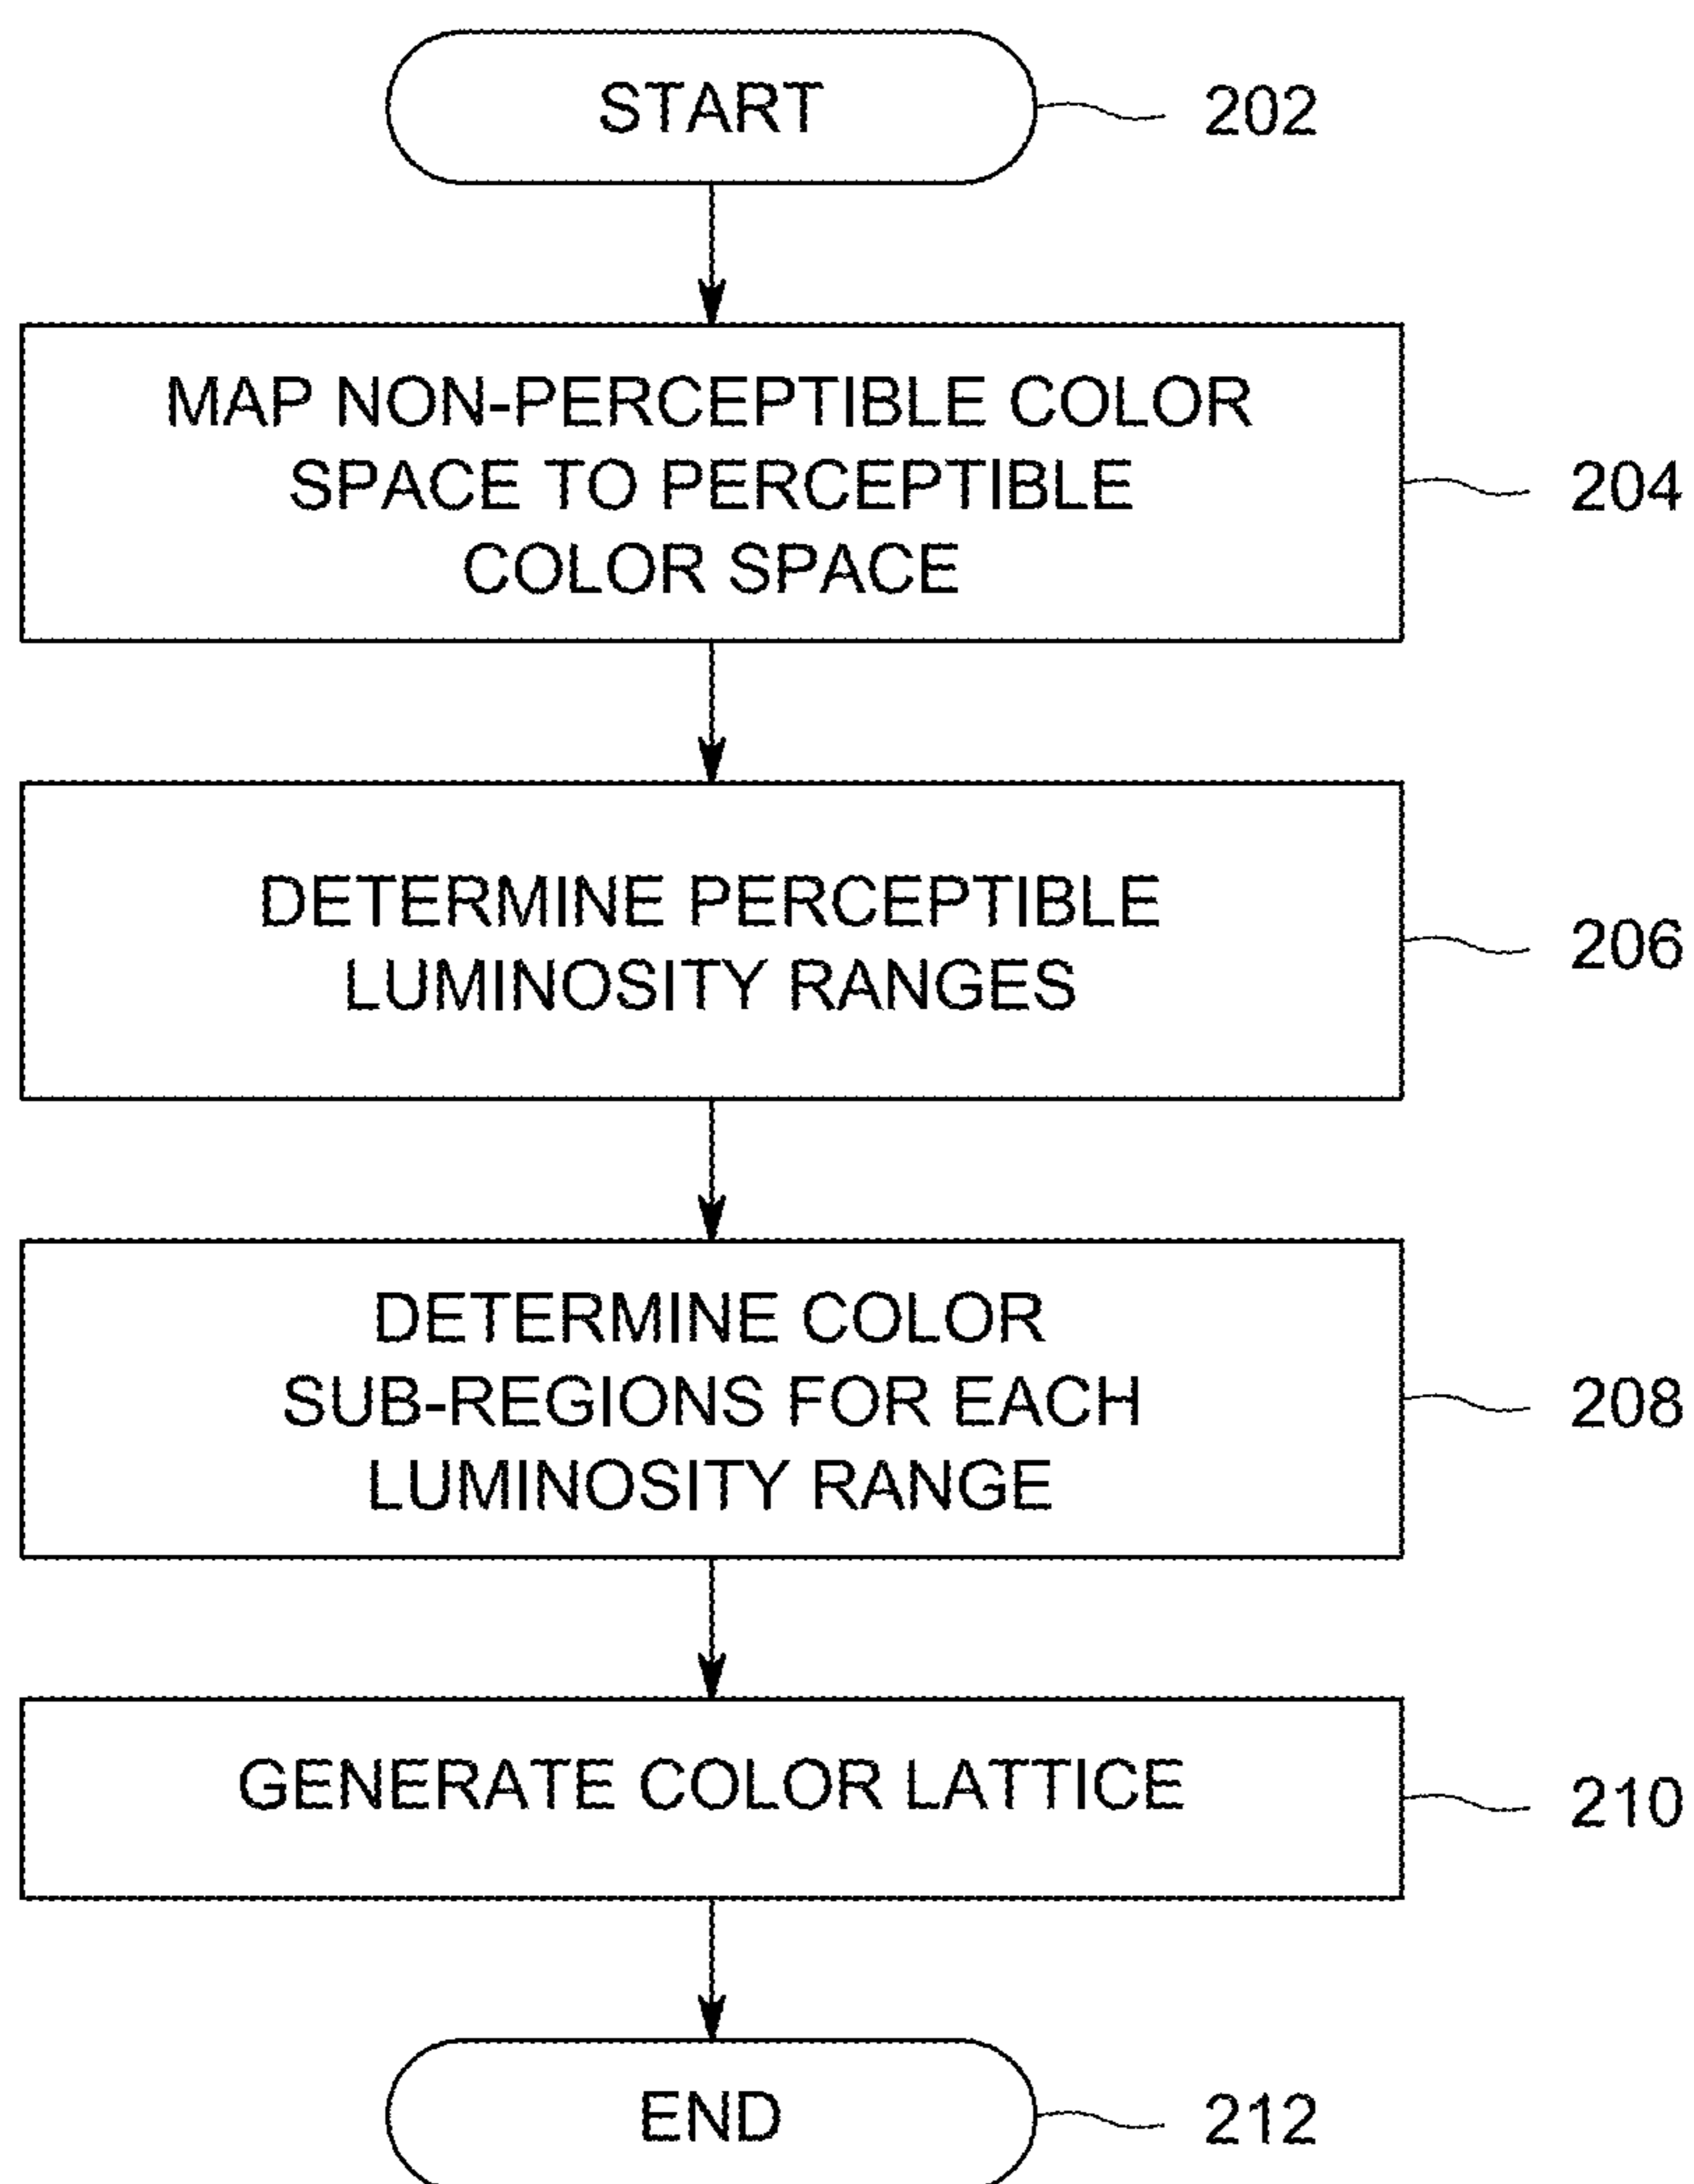 START
202
MAP NON-PERCEPTIBLE COLOR
SPACE TO PERCEPTIBLE
COLOR SPACE
204
DETERMINE PERCEPTIBLE
LUMINOSITY RANGES
206
DETERMINE COLOR
SUB-REGIONS FOR EACH
LUMINOSITY RANGE
208
GENERATE COLOR LATTICE
210
END
212